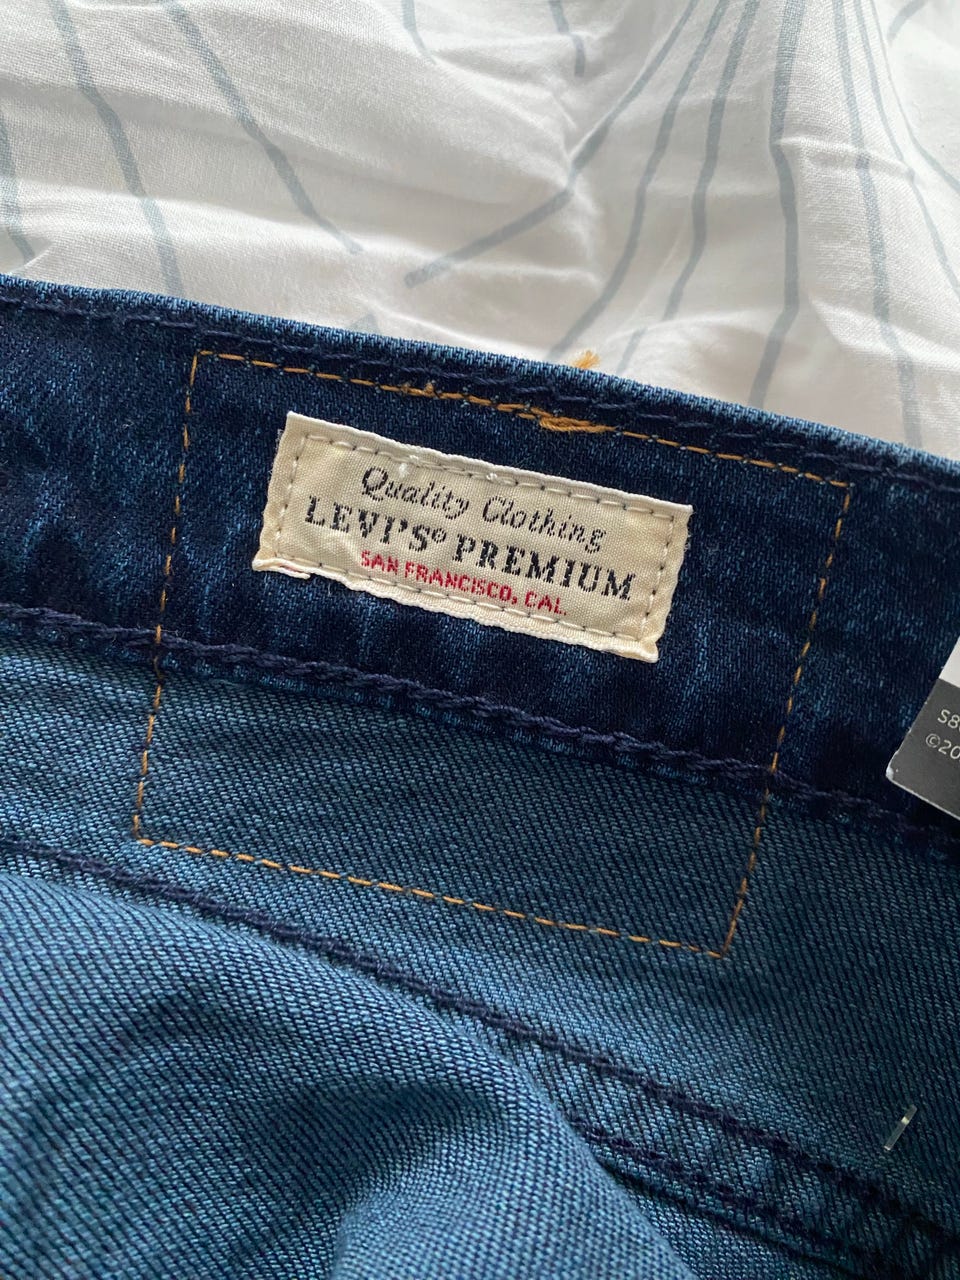 Quality Clothing
LEVI'S® PREMIUM
SAN FRANCISCO, CAL.